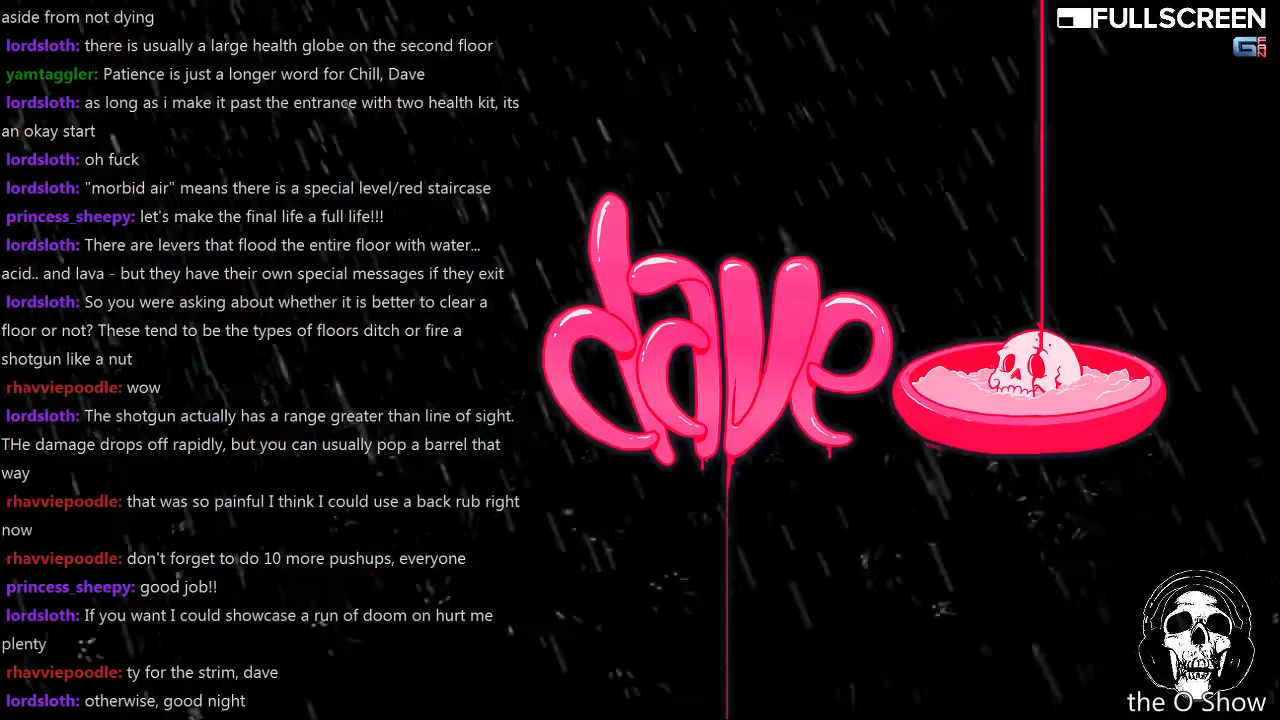 aside from not dying
lordsloth: there is usually a large health globe on the second floor
yamtaggler: Patience is just a longer word for Chill, Dave
lordsloth: as long as i make it past the entrance with two health kit, its
an okay start
lordsloth: oh fuck
lordsloth: "morbid air" means there is a special level/red staircase
princess_sheepy: let's make the final life a full life!!!
lordsloth: There are levers that flood the entire floor with water...
acid.. and lava - but they have their own special messages if they exit
lordsloth: So you were asking about whether it is better to clear a
floor or not? These tend to be the types of floors ditch or fire a
shotgun like a nut
rhavviepoodle: wow
lordsloth: The shotgun actually has a range greater than line of sight.
THe damage drops off rapidly, but you can usually pop a barrel that
way
rhavviepoodle: that was so painful I think I could use a back rub right
now
rhavviepoodle: don't forget to do 10 more pushups, everyone
princess_sheepy: good job!!
lordsloth: If you want I could showcase a run of doom on hurt me
plenty
rhavviepoodle: ty for the strim, dave
lordsloth: otherwise, good night
dave
FULLSCREEN
the O Show